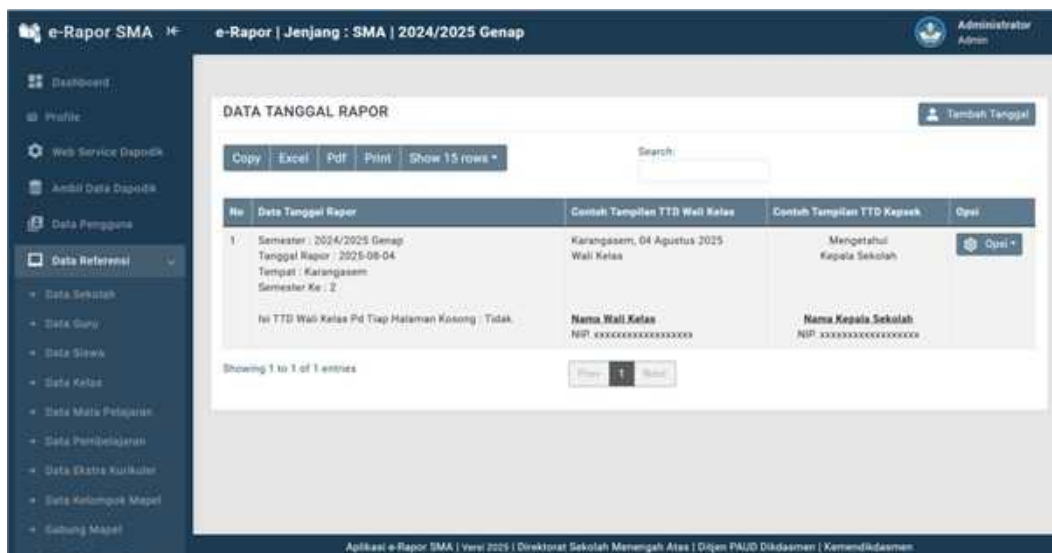 e-Rapor SMA
e-Rapor | Jenjang : SMA | 2024/2025 Genap
Administrator
Admin
Dashboard
Profile
Web Service Dapodik
Ambil Data Dapodik
Data Pengguna
Data Referensi
Data Sekolah
Data Guru
Data Siswa
Data Kelas
Data Mata Pelajaran
Data Pembelajaran
Data Ekstra Kurikuler
Data Kelompok Mapel
Gabung Mapel
DATA TANGGAL RAPOR
Tambah Tanggal
Copy Excel Pdf Print Show 15 rows
Search:
No Data Tanggal Rapor Contoh Tampilan TTD Wali Kelas Contoh Tampilan TTD Kepsek Opsi
1 Semester : 2024/2025 Genap Karangasem, 04 Agustus 2025 Mengetahui Opsi
Tanggal Rapor : 2025-08-04 Wali Kelas Kepala Sekolah
Tempat : Karangasem
Semester Ke : 2
Isi TTD Wali Kelas Pd Tiap Halaman Kosong : Tidak Nama Wali Kelas Nama Kepala Sekolah
NIP. xxxxxxxxxxxxxxxxxx NIP. xxxxxxxxxxxxxxxxxx
Showing 1 to 1 of 1 entries
Prev 1 Next
Aplikasi e-Rapor SMA | Versi 2025 | Direktorat Sekolah Menengah Atas | Ditjen PAUD Dikdasmen | Kemendikdasmen